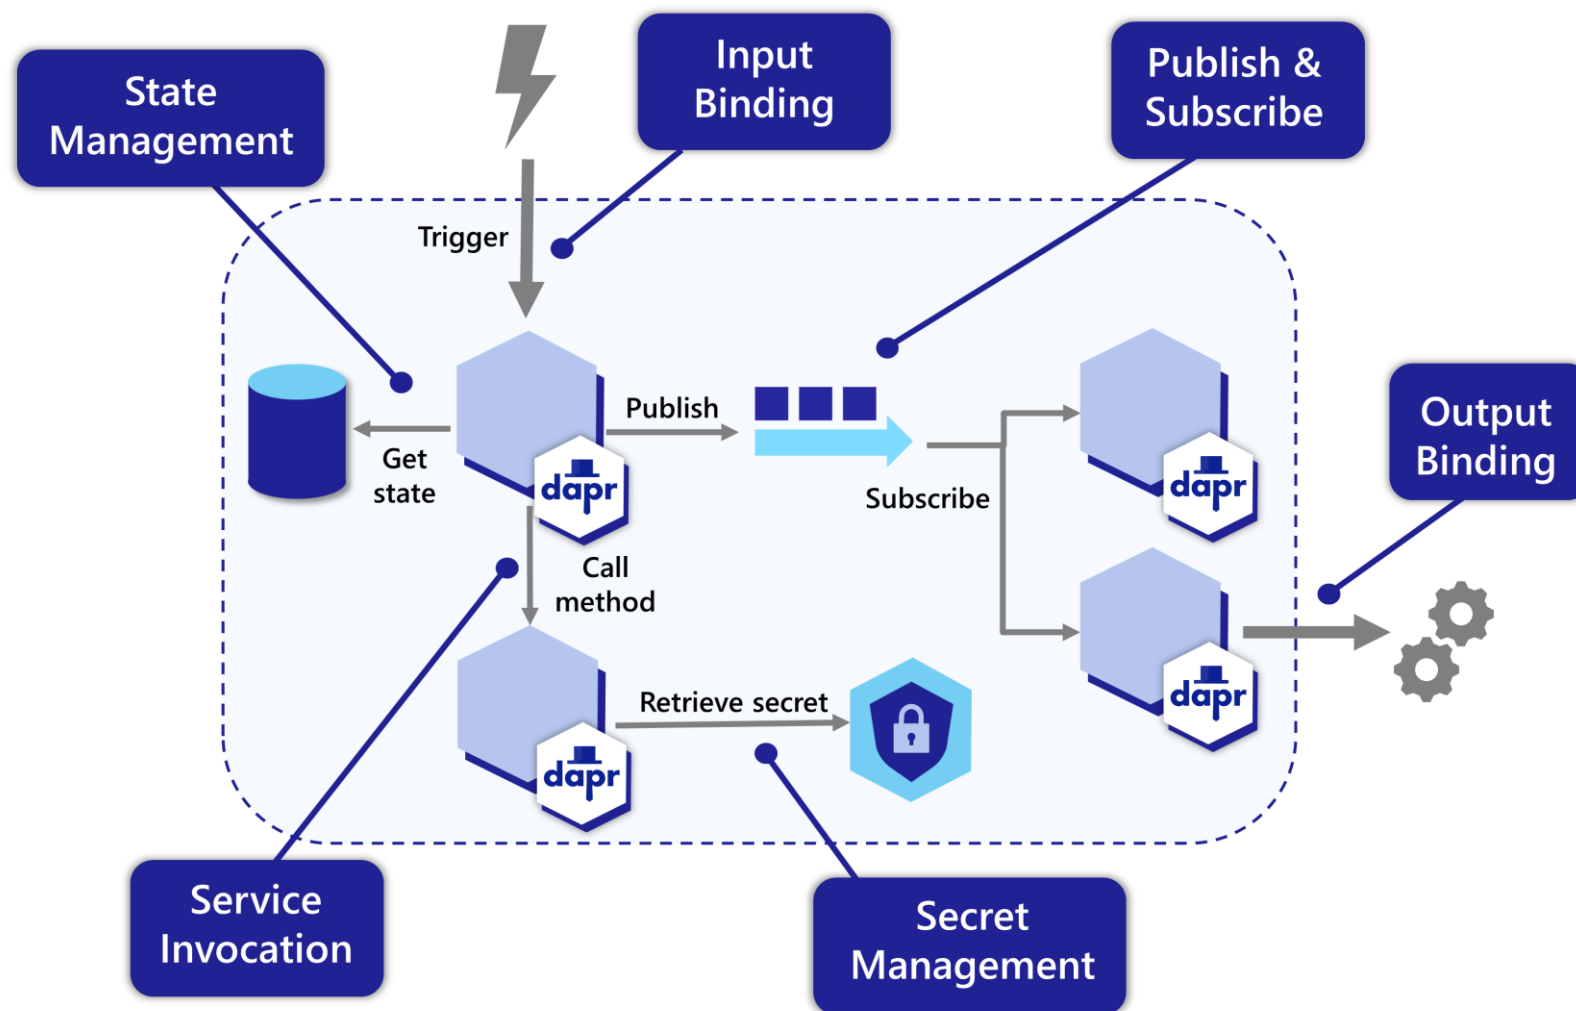 State
Management
Input
Binding
Publish &
Subscribe
Trigger
Publish
Get
state
dapr
Subscribe
dapr
Output
Binding
Call
method
dapr
Retrieve secret
dapr
Service
Invocation
Secret
Management